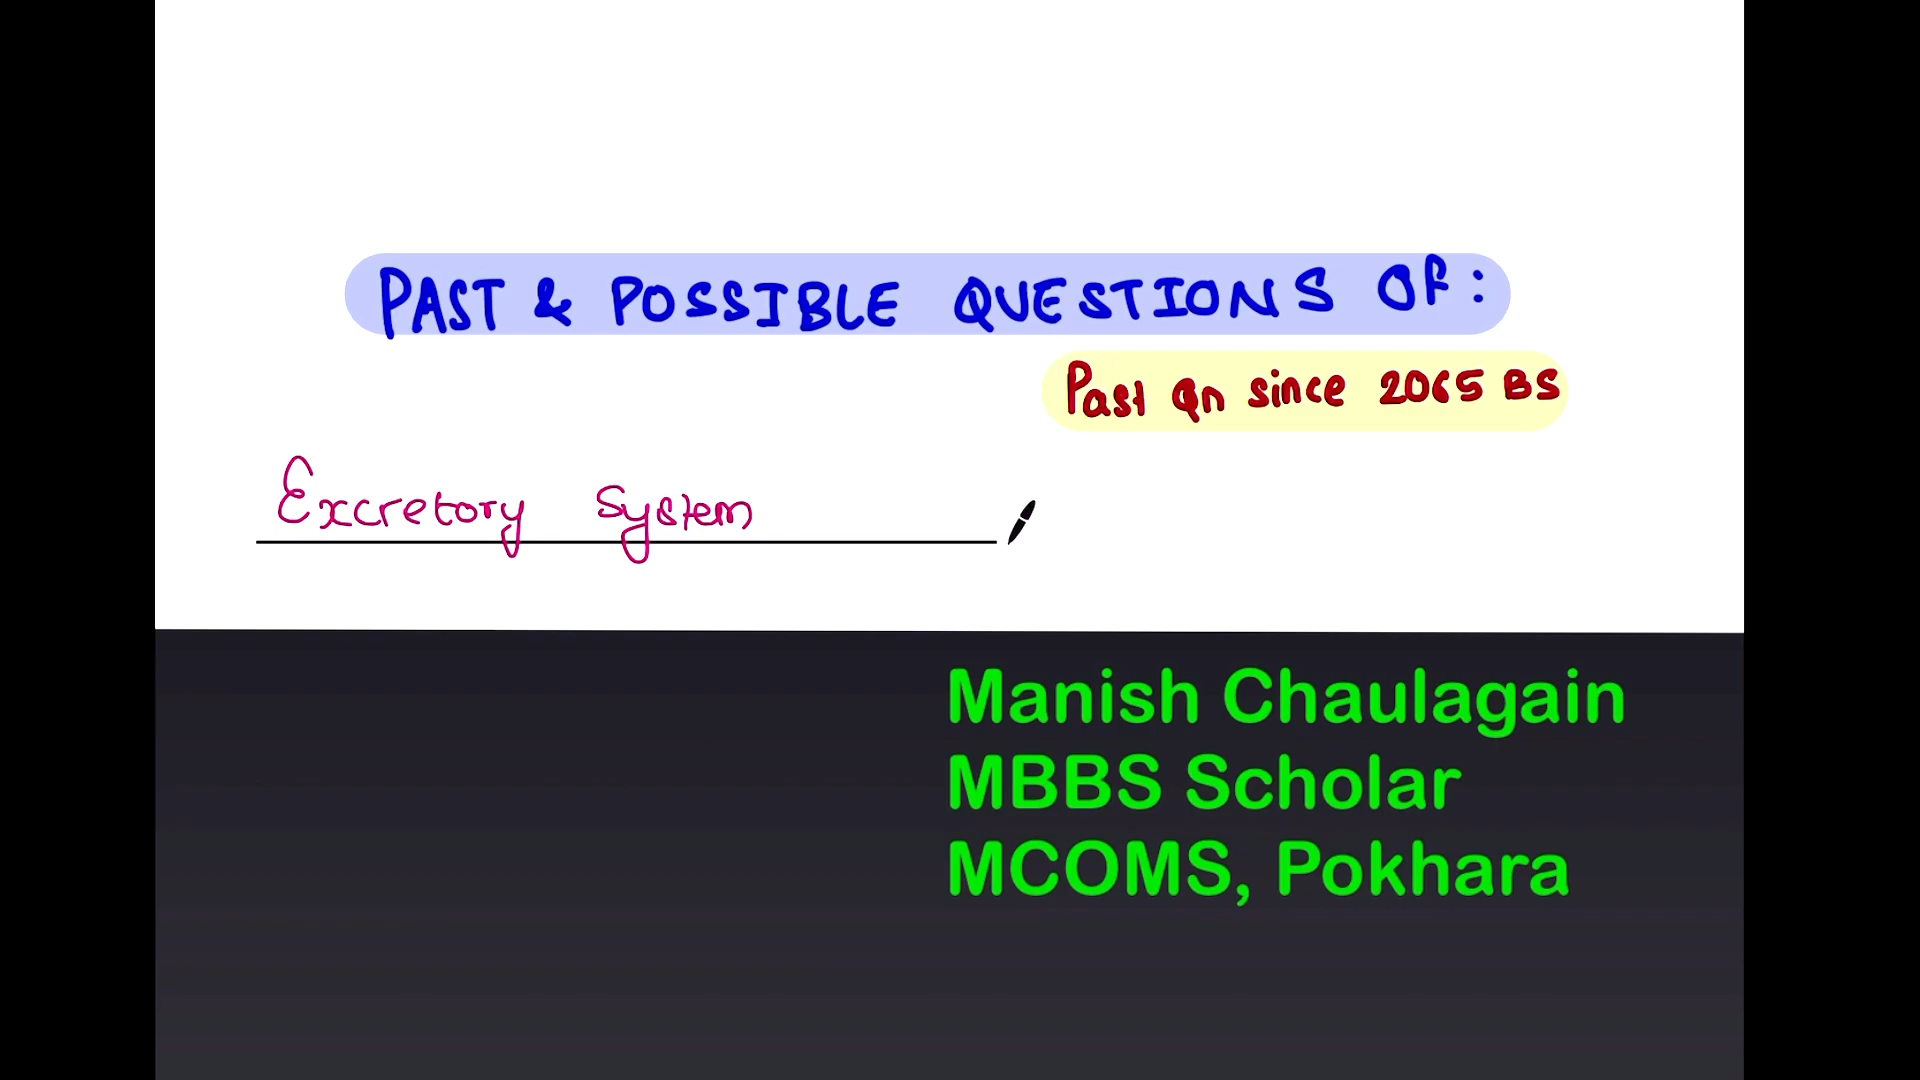 PAST & POSSIBLE QUESTIONS OF:
Past Qn since 2065 BS
Excretory System
Manish Chaulagain
MBBS Scholar
MCOMS, Pokhara